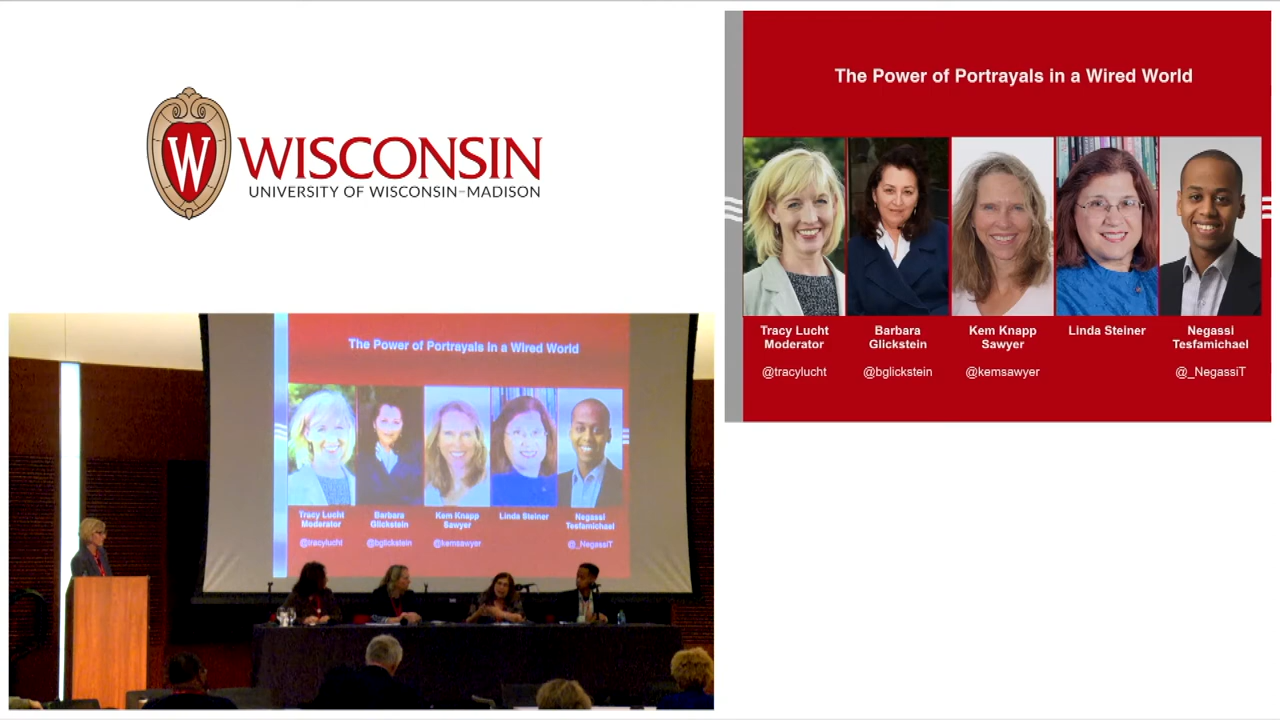 W
WISCONSIN
UNIVERSITY OF WISCONSIN-MADISON
The Power of Portrayals in a Wired World
Tracy Lucht
Moderator
@tracylucht
Barbara
Glickstein
@bglickstein
Kem Knapp
Sawyer
@kemsawyer
Linda Steiner
Negassi
Tesfamichael
@_NegassiT
The Power of Portrayals in a Wired World
Tracy Lucht
Moderator
@tracylucht
Barbara
Glickstein
@bglickstein
Kem Knapp
Sawyer
@kemsawyer
Linda Steiner
Negassi
Tesfamichael
@_NegassiT